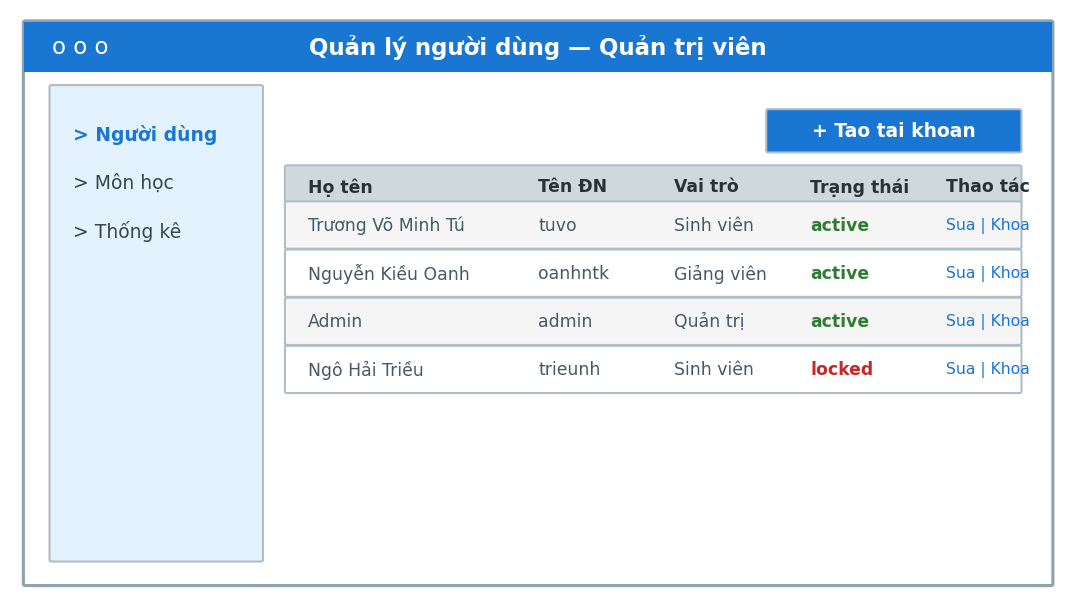 o o o Quản lý người dùng — Quản trị viên
> Người dùng
> Môn học
> Thống kê
+ Tao tai khoan
Họ tên Tên ĐN Vai trò Trạng thái Thao tác
Trương Võ Minh Tú tuvo Sinh viên active Sua | Khoa
Nguyễn Kiều Oanh oanhntk Giảng viên active Sua | Khoa
Admin admin Quản trị active Sua | Khoa
Ngô Hải Triều trieunh Sinh viên locked Sua | Khoa